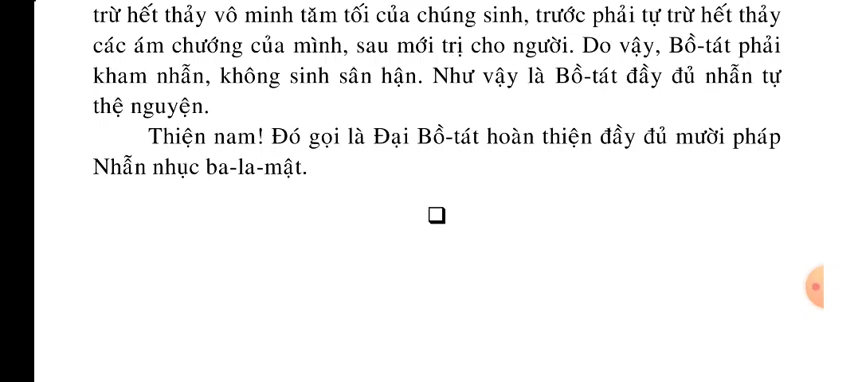 trừ hết thảy vô minh tăm tối của chúng sinh, trước phải tự trừ hết thảy
các ám chướng của mình, sau mới trị cho người. Do vậy, Bồ-tát phải
kham nhẫn, không sinh sân hận. Như vậy là Bồ-tát đầy đủ nhẫn tự
thệ nguyện.
Thiện nam! Đó gọi là Đại Bồ-tát hoàn thiện đầy đủ mười pháp
Nhẫn nhục ba-la-mật.